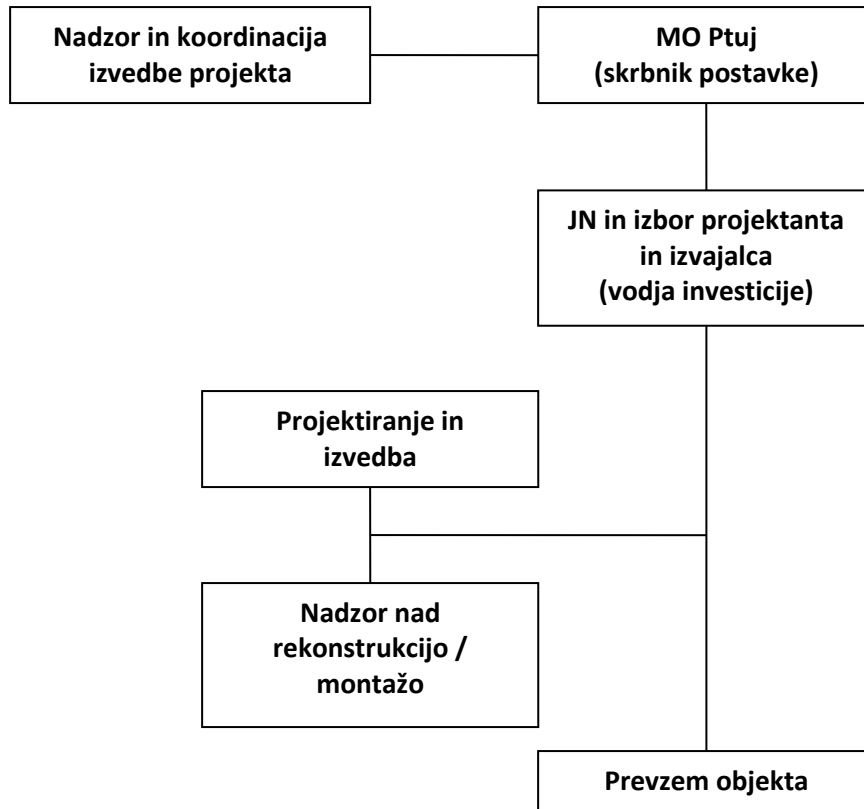 Nadzor in koordinacija
izvedbe projekta
MO Ptuj
(skrbnik postavke)
JN in izbor projektanta
in izvajalca
(vodja investicije)
Projektiranje in
izvedba
Nadzor nad
rekonstrukcijo /
montažo
Prevzem objekta